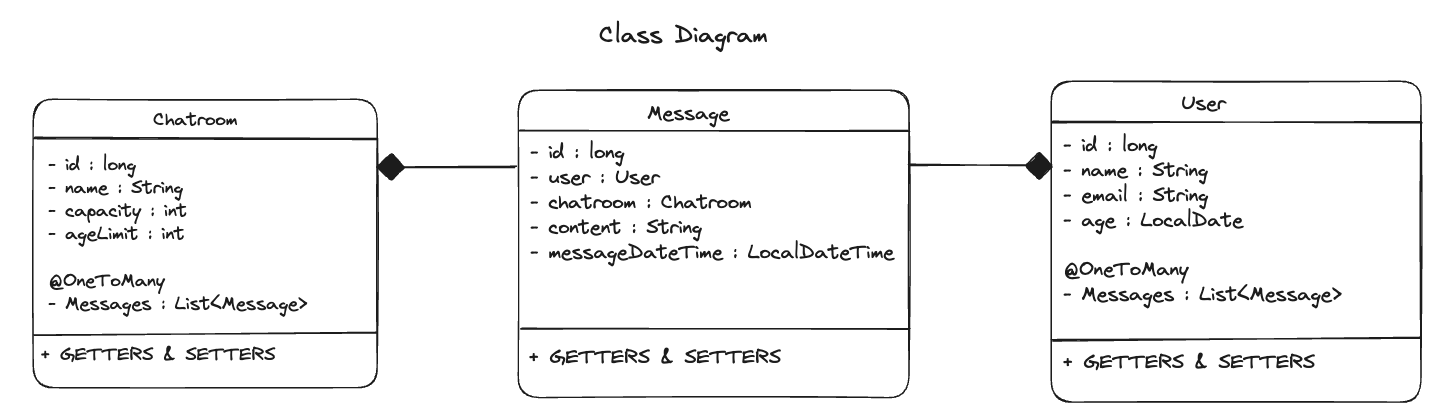 Class Diagram
Chatroom
- id : long
- name : String
- capacity : int
- ageLimit : int
@OneToMany
- Messages : List<Message>
+ GETTERS & SETTERS
Message
- id : long
- user : User
- chatroom : Chatroom
- content : String
- messageDateTime : LocalDateTime
+ GETTERS & SETTERS
User
- id : long
- name : String
- email : String
- age : LocalDate
@OneToMany
- Messages : List<Message>
+ GETTERS & SETTERS